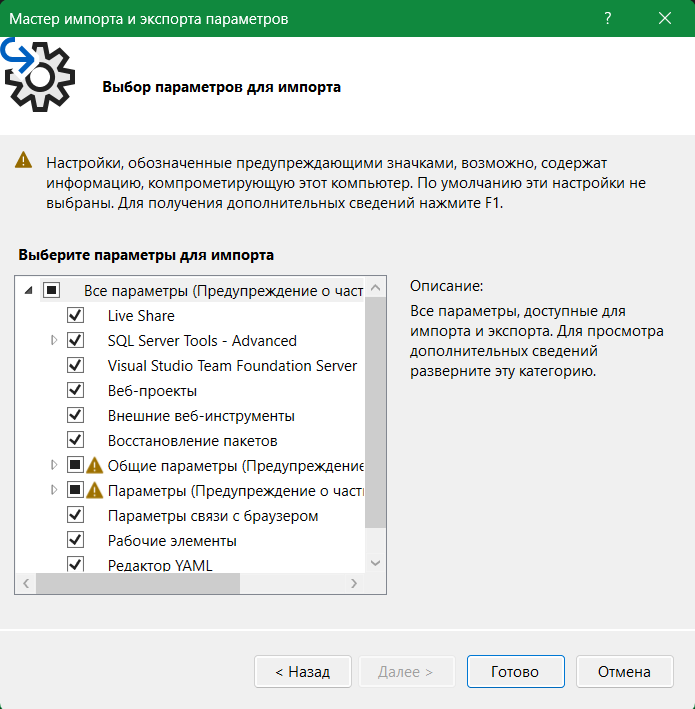 Мастер импорта и экспорта параметров
?
Выбор параметров для импорта
Настройки, обозначенные предупреждающими значками, возможно, содержат
информацию, компрометирующую этот компьютер. По умолчанию эти настройки не
выбраны. Для получения дополнительных сведений нажмите F1.
Выберите параметры для импорта
Все параметры (Предупреждение о част
Live Share
SQL Server Tools - Advanced
Visual Studio Team Foundation Server
Веб-проекты
Внешние веб-инструменты
Восстановление пакетов
Общие параметры (Предупреждение
Параметры (Предупреждение о част
Параметры связи с браузером
Рабочие элементы
Редактор YAML
Описание:
Все параметры, доступные для
импорта и экспорта. Для просмотра
дополнительных сведений
разверните эту категорию.
< Назад
Далее >
Готово
Отмена